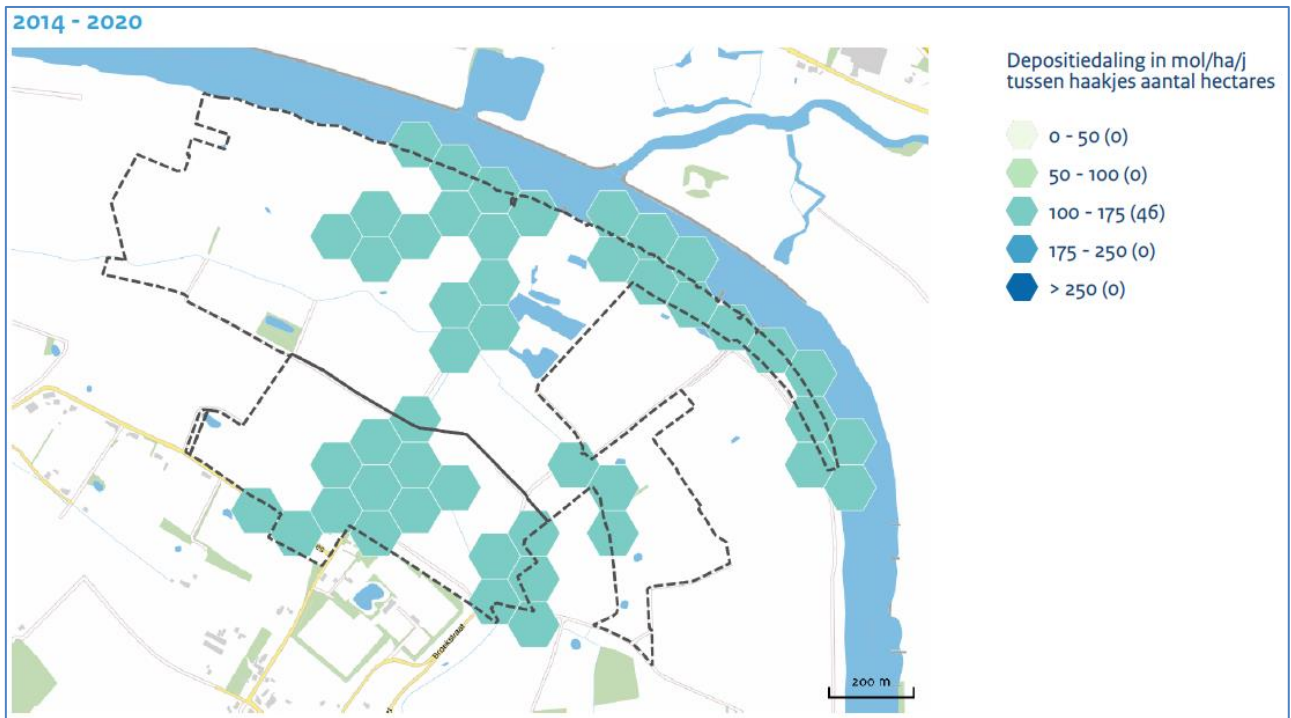 2014 - 2020
Depositiedaling in mol/ha/j
tussen haakjes aantal hectares
0 - 50 (0)
50 - 100 (0)
100 - 175 (46)
175 - 250 (0)
> 250 (0)
Broekstraat
200 m